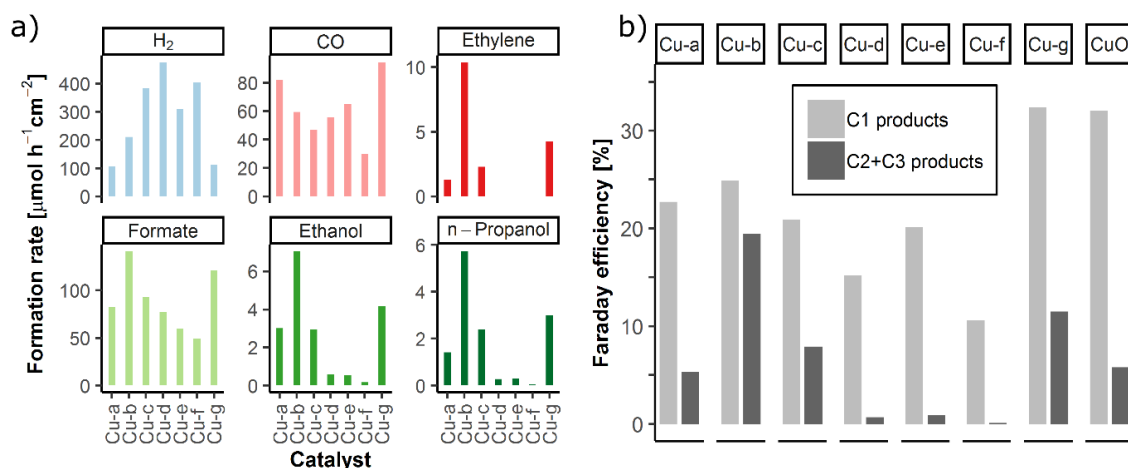 a)
H₂
CO
Ethylene
Formation rate [μmol h⁻¹cm⁻²]
400
300
200
100
0
80
60
40
20
0
10
5
0
Formate
Ethanol
n – Propanol
100
50
0
6
4
2
0
6
4
2
0
Cu-a
Cu-b
Cu-c
Cu-d
Cu-e
Cu-f
Cu-g
Cu-a
Cu-b
Cu-c
Cu-d
Cu-e
Cu-f
Cu-g
Cu-a
Cu-b
Cu-c
Cu-d
Cu-e
Cu-f
Cu-g
Catalyst
b)
Cu-a Cu-b Cu-c Cu-d Cu-e Cu-f Cu-g CuO
Faraday efficiency [%]
30
20
10
0
C1 products
C2+C3 products